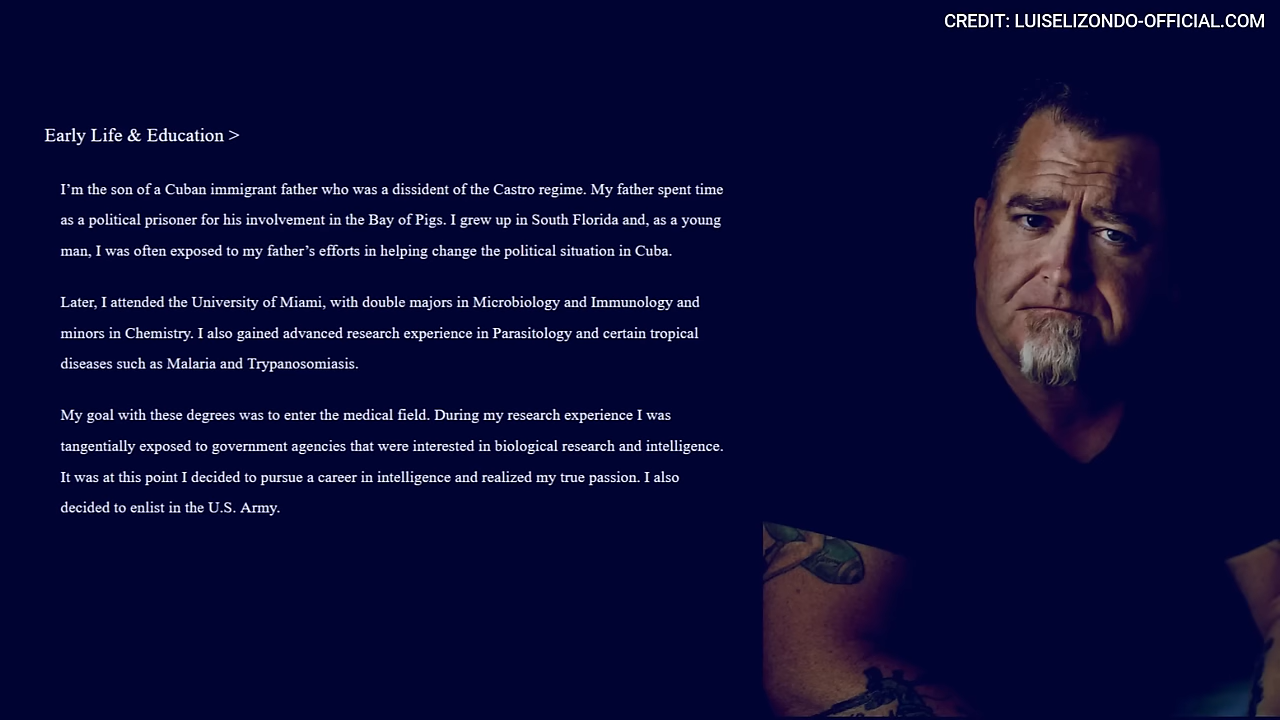 CREDIT: LUISELIZONDO-OFFICIAL.COM
Early Life & Education >
I’m the son of a Cuban immigrant father who was a dissident of the Castro regime. My father spent time
as a political prisoner for his involvement in the Bay of Pigs. I grew up in South Florida and, as a young
man, I was often exposed to my father’s efforts in helping change the political situation in Cuba.
Later, I attended the University of Miami, with double majors in Microbiology and Immunology and
minors in Chemistry. I also gained advanced research experience in Parasitology and certain tropical
diseases such as Malaria and Trypanosomiasis.
My goal with these degrees was to enter the medical field. During my research experience I was
tangentially exposed to government agencies that were interested in biological research and intelligence.
It was at this point I decided to pursue a career in intelligence and realized my true passion. I also
decided to enlist in the U.S. Army.